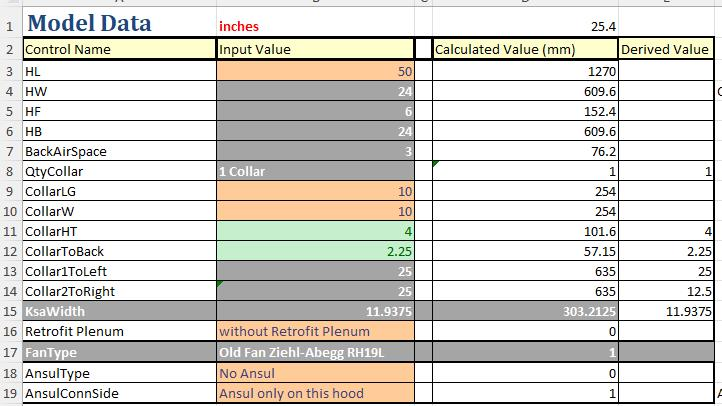 1 Model Data inches 25.4
2 Control Name Input Value Calculated Value (mm) Derived Value
3 HL 50 1270
4 HW 24 609.6
5 HF 6 152.4
6 HB 24 609.6
7 BackAirSpace 3 76.2
8 QtyCollar 1 Collar 1 1
9 CollarLG 10 254
10 CollarW 10 254
11 CollarHT 4 101.6 4
12 CollarToBack 2.25 57.15 2.25
13 Collar1ToLeft 25 635 25
14 Collar2ToRight 25 635 12.5
15 KsaWidth 11.9375 303.2125 11.9375
16 Retrofit Plenum without Retrofit Plenum 0
17 FanType Old Fan Ziehl-Abegg RH19L 1
18 AnsulType No Ansul 0
19 AnsulConnSide Ansul only on this hood 1